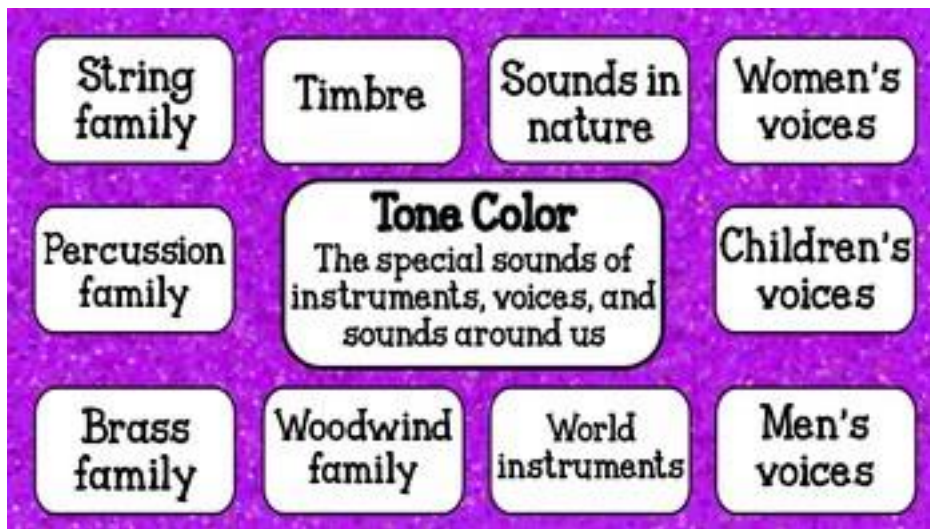 String
family
Timbre
Sounds in
nature
Women's
voices
Tone Color
The special sounds of
instruments, voices, and
sounds around us
Percussion
family
Children's
voices
Brass
family
Woodwind
family
World
instruments
Men's
voices